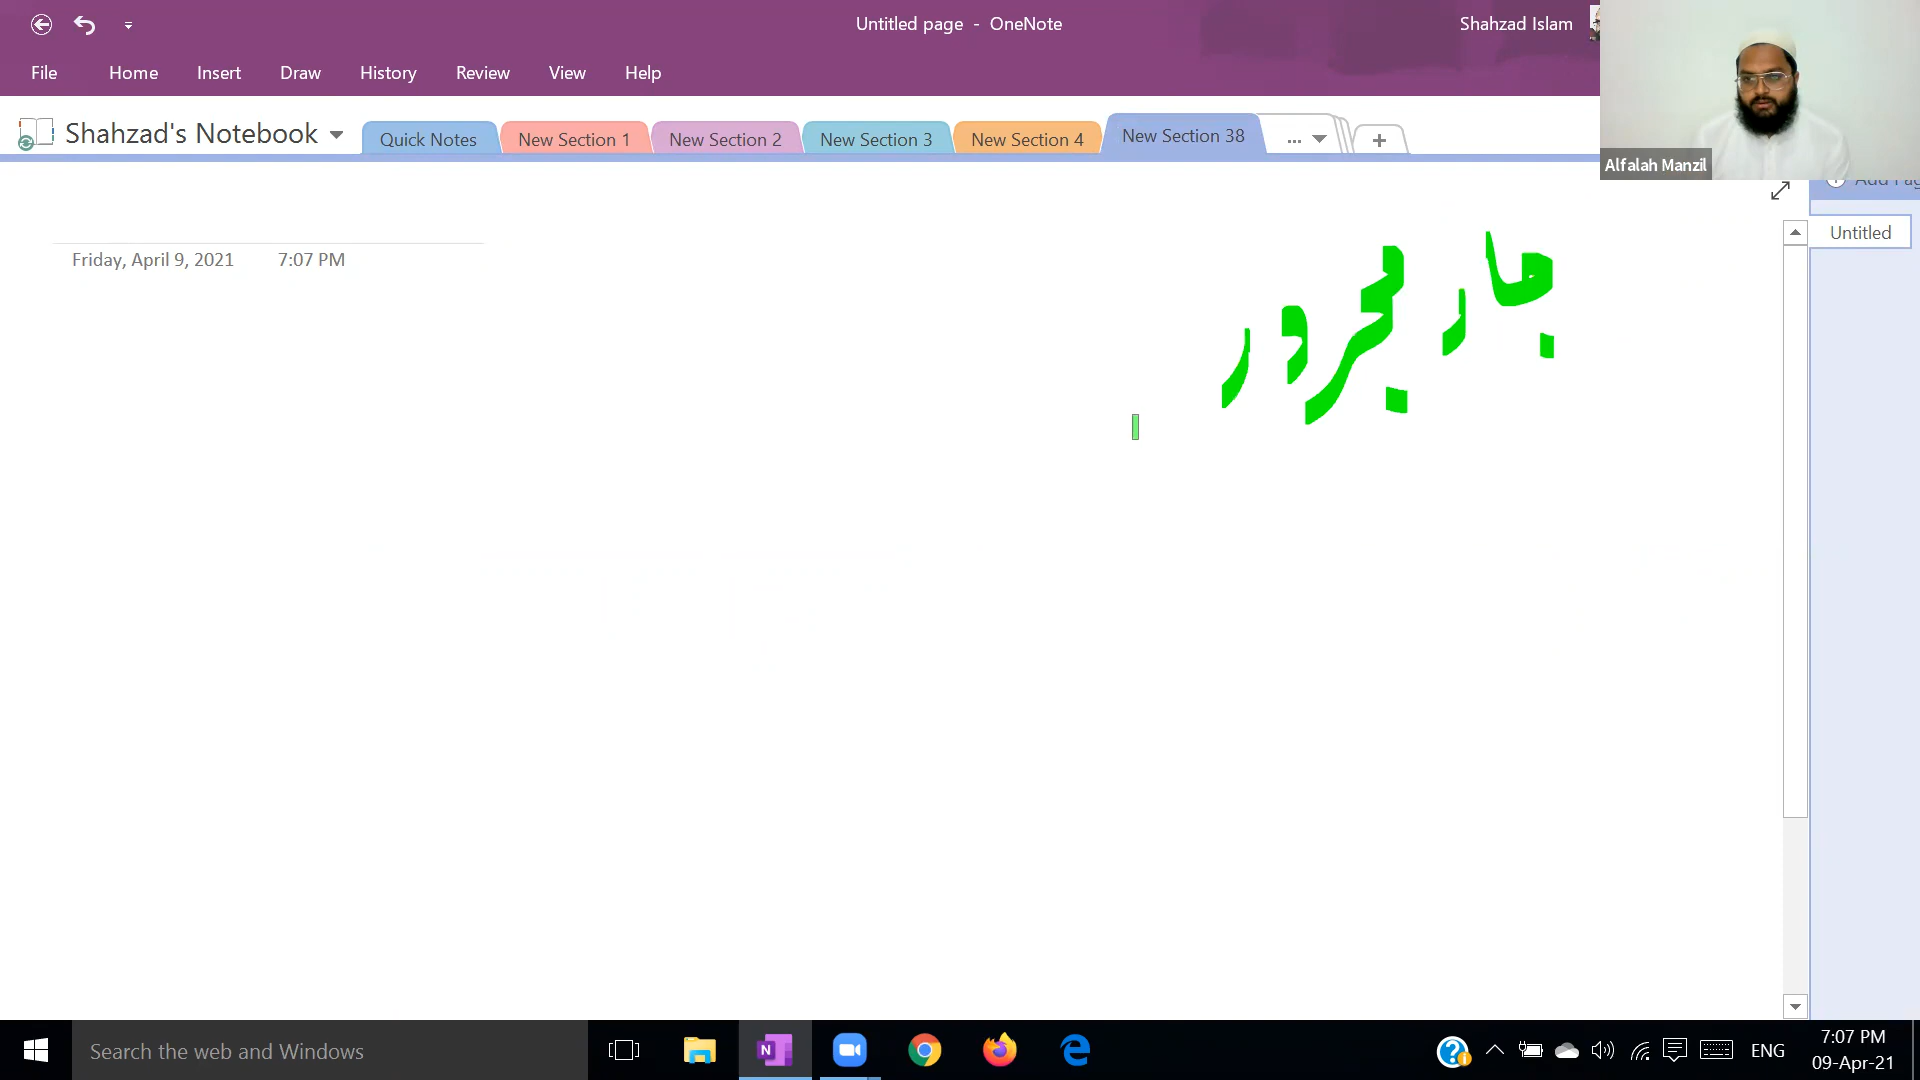 Untitled page - OneNote
Shahzad Islam
File Home Insert Draw History Review View Help
Shahzad's Notebook Quick Notes New Section 1 New Section 2 New Section 3 New Section 4 New Section 38 ... +
Alfalah Manzil
Add Pag
Untitled
Friday, April 9, 2021 7:07 PM
جار مجرور
Search the web and Windows
ENG
7:07 PM
09-Apr-21